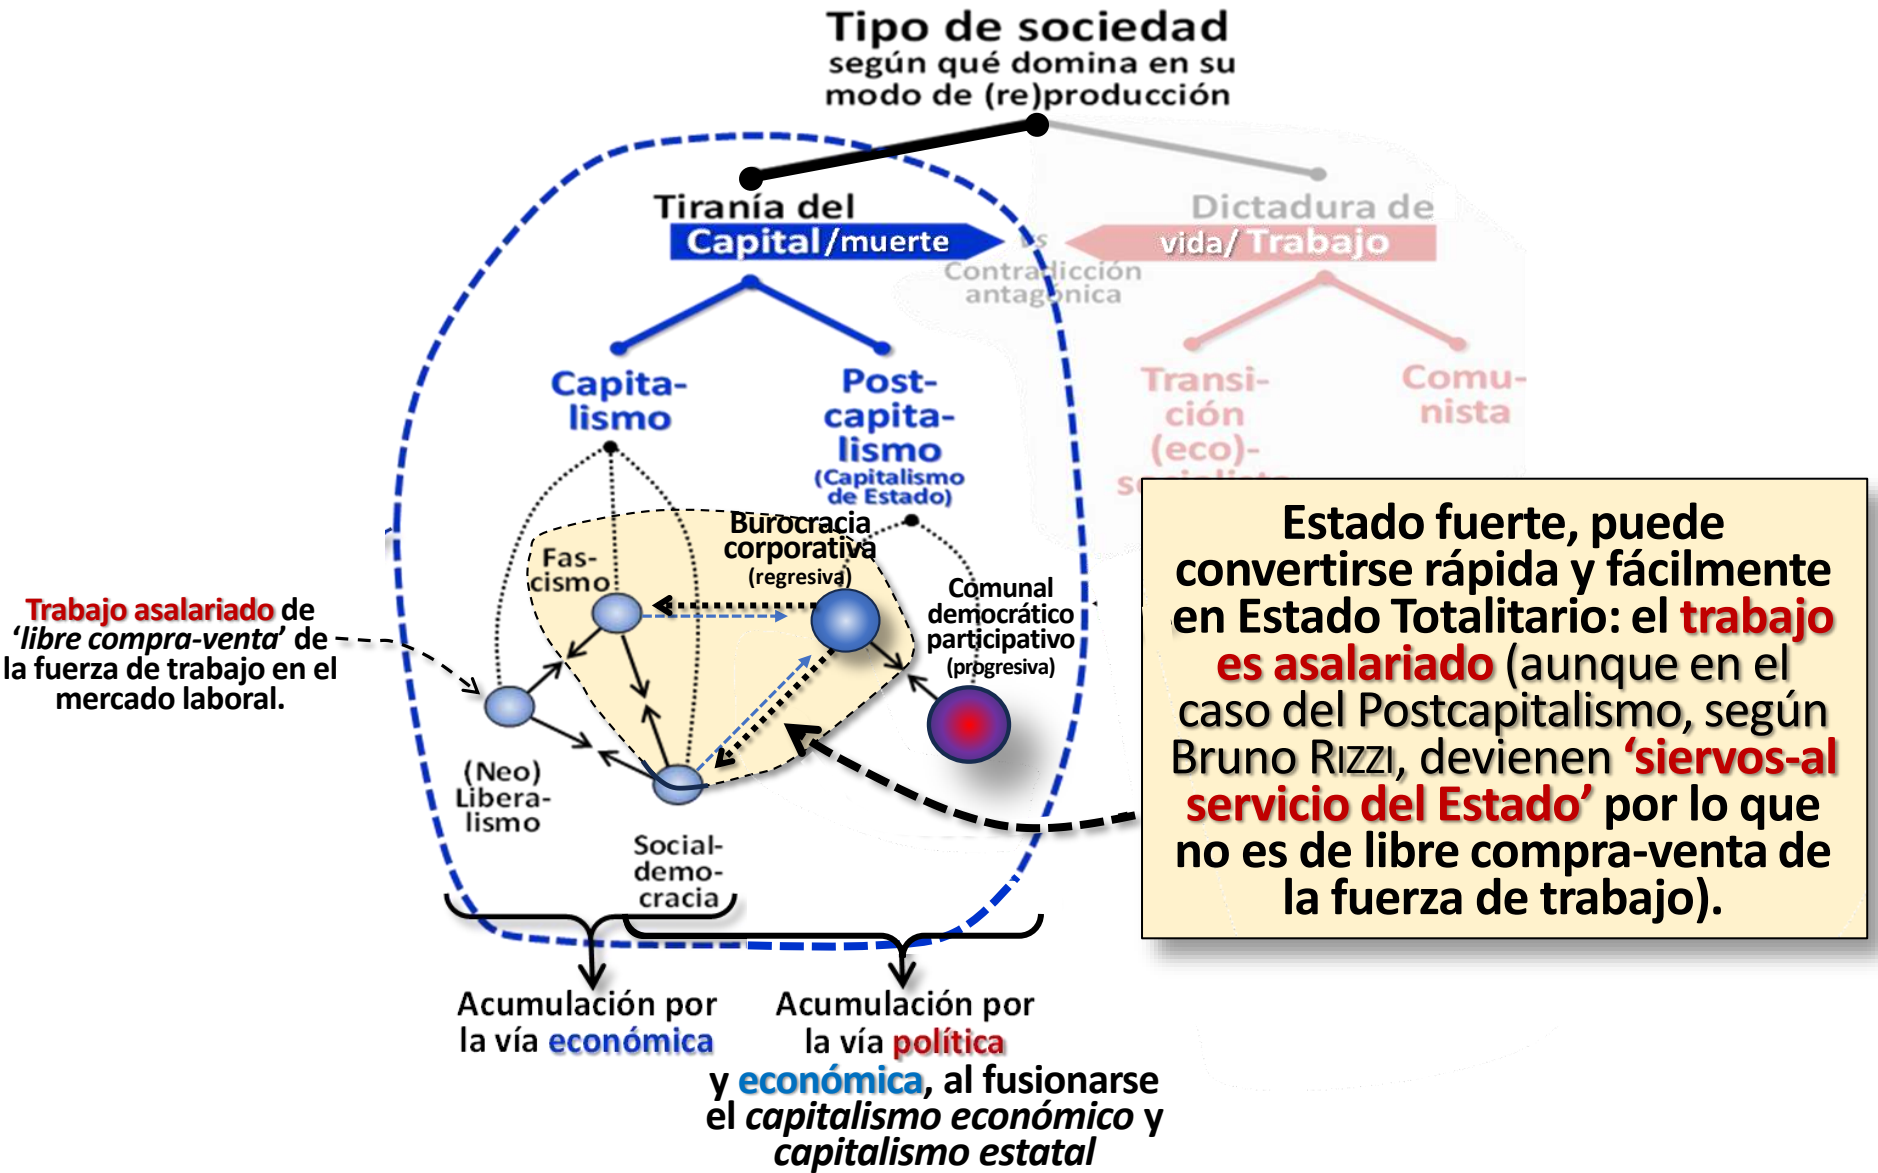 Tipo de sociedad
según qué domina en su
modo de (re)producción
Tiranía del
Capital/muerte
vs
Contradicción
antagónica
Dictadura de
vida/ Trabajo
Capita-
lismo
Post-
capita-
lismo
(Capitalismo
de Estado)
Transi-
ción
(eco)-
Comu-
nista
Fas-
cismo
Burocracia
corporativa
(regresiva)
Comunal
democrático
participativo
(progresiva)
Trabajo asalariado de
‘libre compra-venta’ de
la fuerza de trabajo en el
mercado laboral.
(Neo)
Libera-
lismo
Social-
demo-
cracia
Estado fuerte, puede
convertirse rápida y fácilmente
en Estado Totalitario: el trabajo
es asalariado (aunque en el
caso del Postcapitalismo, según
Bruno RIZZI, devienen ‘siervos-al
servicio del Estado’ por lo que
no es de libre compra-venta de
la fuerza de trabajo).
Acumulación por
la vía económica
Acumulación por
la vía política
y económica, al fusionarse
el capitalismo económico y
capitalismo estatal